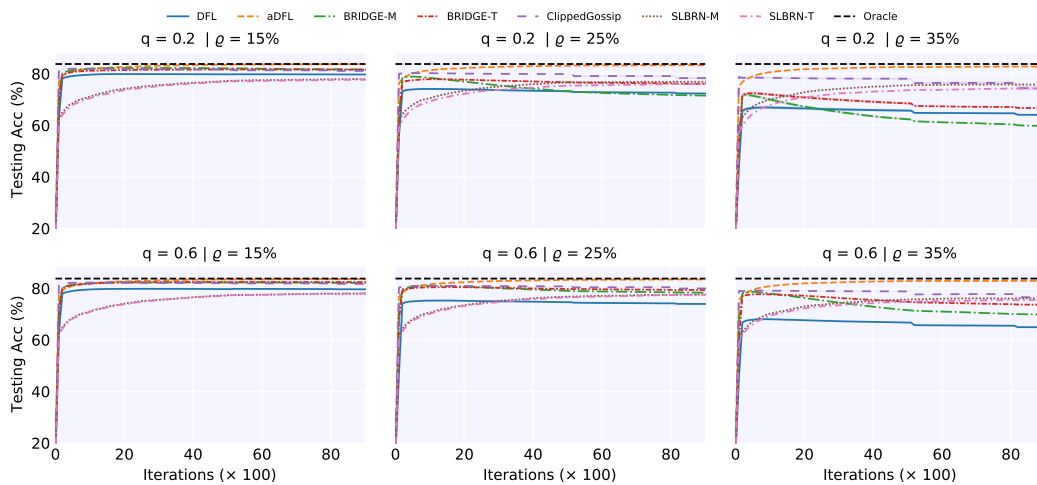 DFL aDFL BRIDGE-M BRIDGE-T ClippedGossip SLBRN-M SLBRN-T Oracle
q = 0.2 | ϱ = 15% q = 0.2 | ϱ = 25% q = 0.2 | ϱ = 35%
Testing Acc (%)
80
60
40
20
q = 0.6 | ϱ = 15% q = 0.6 | ϱ = 25% q = 0.6 | ϱ = 35%
Testing Acc (%)
80
60
40
20
0 20 40 60 80 0 20 40 60 80 0 20 40 60 80
Iterations (× 100) Iterations (× 100) Iterations (× 100)